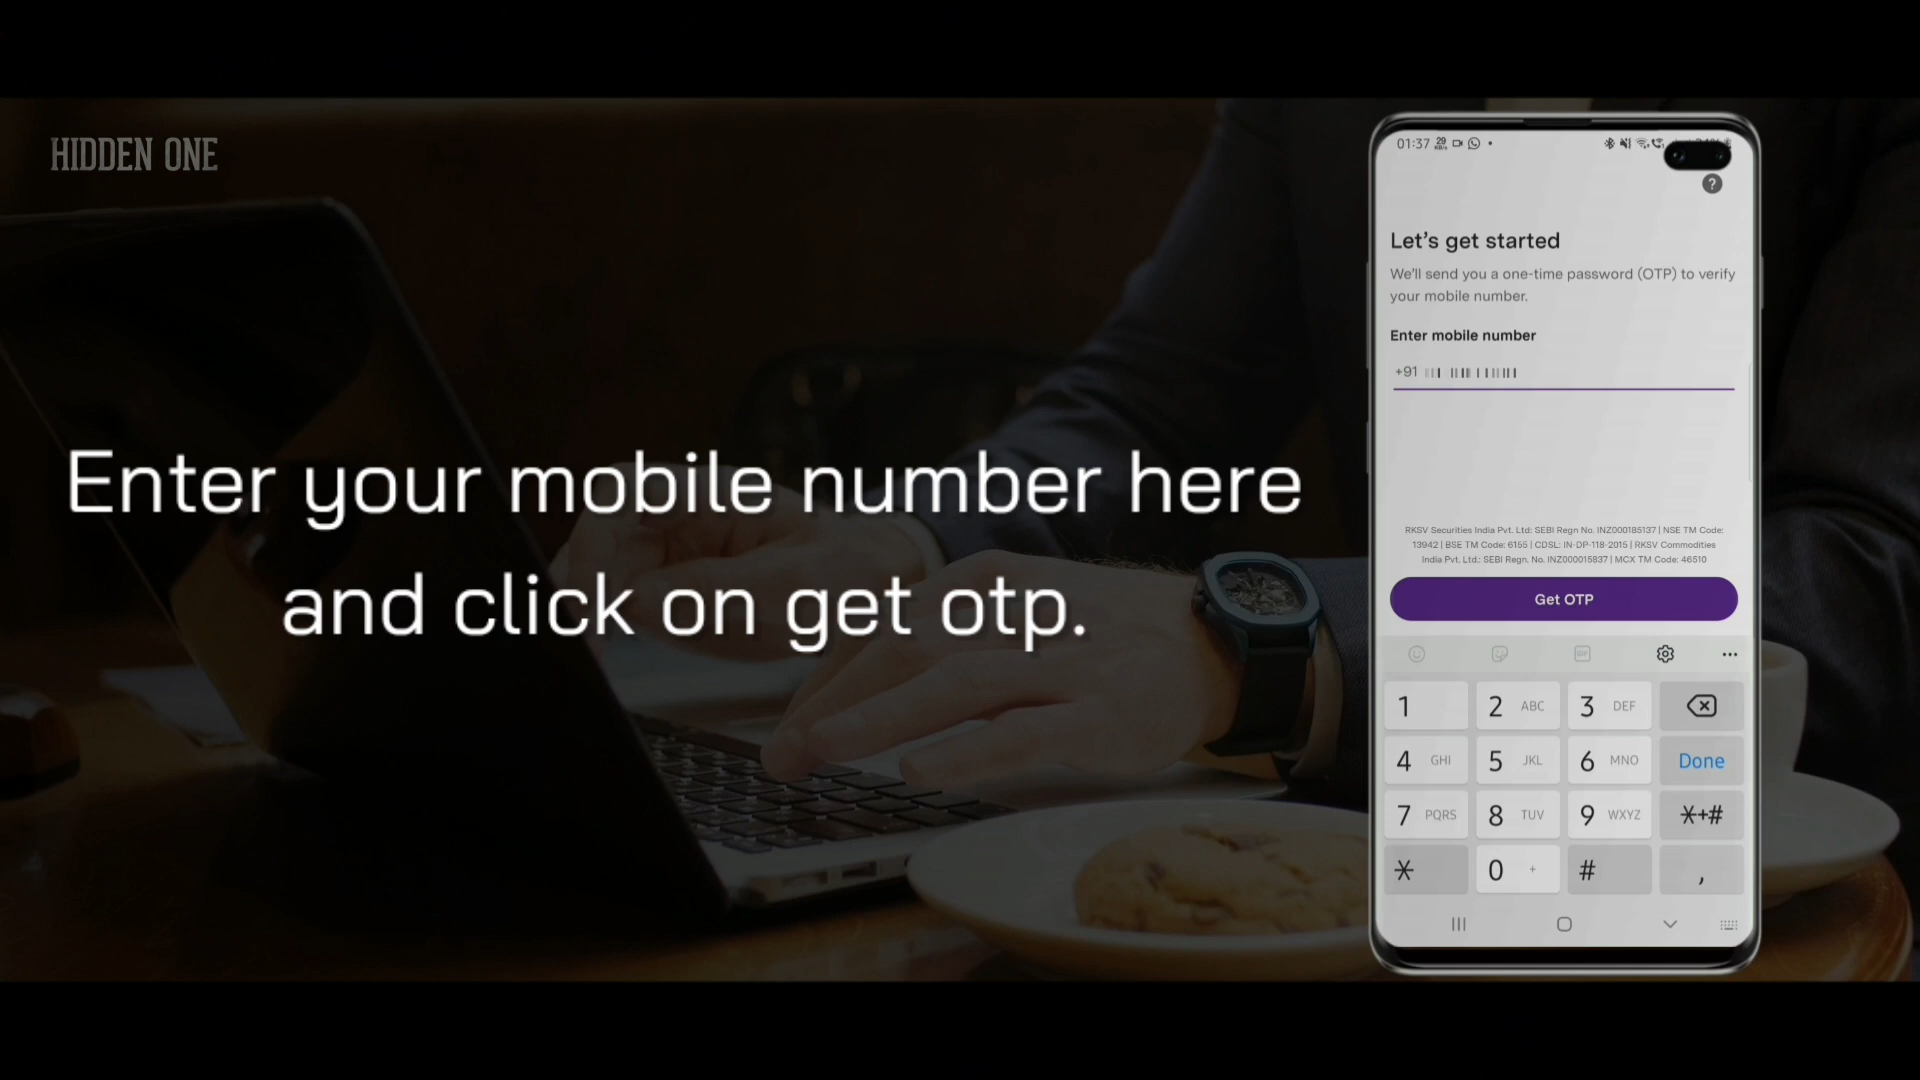 HIDDEN ONE
Enter your mobile number here
and click on get otp.
01:37 29 KB/s
?
Let's get started
We'll send you a one-time password (OTP) to verify
your mobile number.
Enter mobile number
+91
RKSV Securities India Pvt. Ltd: SEBI Regn No. INZ000185137 | NSE TM Code:
13942 | BSE TM Code: 6155 | CDSL: IN-DP-118-2015 | RKSV Commodities
India Pvt. Ltd.: SEBI Regn. No. INZ000015837 | MCX TM Code: 46510
Get OTP
GIF
1 2 ABC 3 DEF
4 GHI 5 JKL 6 MNO Done
7 PQRS 8 TUV 9 WXYZ *+#
* 0 + # ,